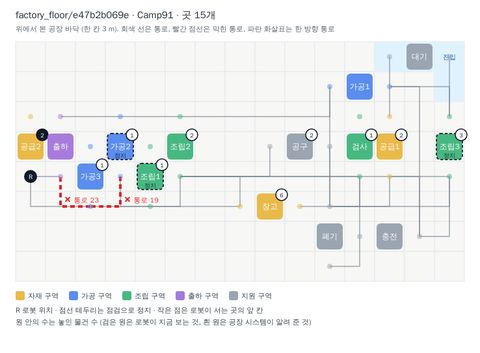 factory_floor/e47b2b069e · Camp91 · 곳 15개
위에서 본 공장 바닥 (한 칸 3 m). 회색 선은 통로, 빨간 점선은 막힌 통로, 파란 화살표는 한 방향 통로
대기
진입
가공1
2
1
2
2
1
2
3
공급2
출하
가공2
정지
조립2
공구
검사
공급1
조립3
정지
1
1
R
가공3
조립1
정지
6
통로 23
통로 19
창고
폐기
충전
자재 구역
가공 구역
조립 구역
출하 구역
지원 구역
R 로봇 위치 · 점선 테두리는 점검으로 정지 · 작은 점은 로봇이 서는 곳의 앞 칸
원 안의 수는 놓인 물건 수 (검은 원은 로봇이 지금 보는 것, 흰 원은 공장 시스템이 알려 준 것)